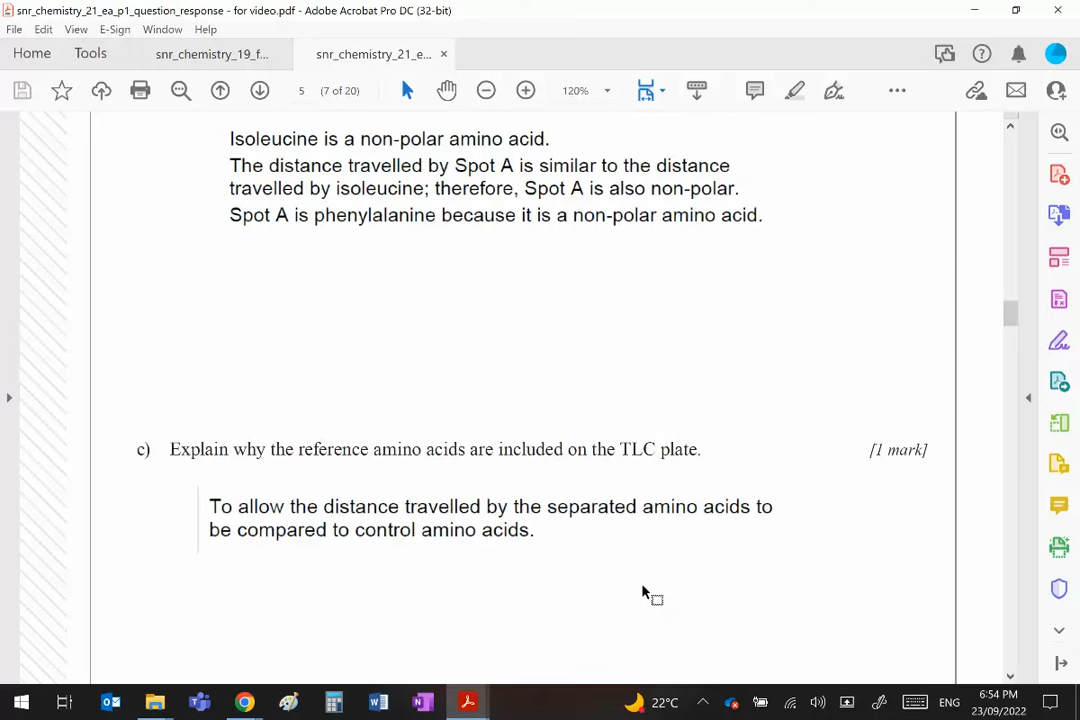 snr_chemistry_21_ea_p1_question_response - for video.pdf - Adobe Acrobat Pro DC (32-bit)
File Edit View E-Sign Window Help
Home Tools snr_chemistry_19_f... snr_chemistry_21_e... ×
5 (7 of 20) 120%
Isoleucine is a non-polar amino acid.
The distance travelled by Spot A is similar to the distance
travelled by isoleucine; therefore, Spot A is also non-polar.
Spot A is phenylalanine because it is a non-polar amino acid.
c) Explain why the reference amino acids are included on the TLC plate. [1 mark]
To allow the distance travelled by the separated amino acids to
be compared to control amino acids.
22°C ENG 6:54 PM
23/09/2022